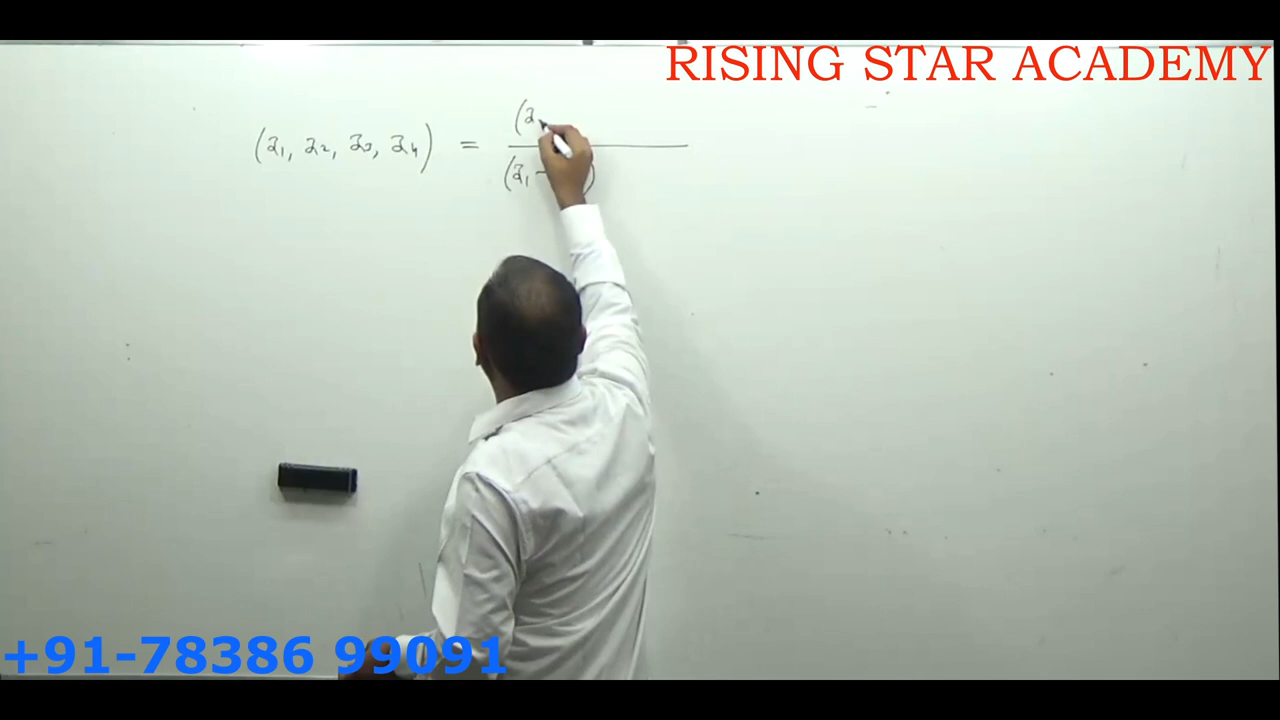 RISING STAR ACADEMY
(z₁, z₂, z₃, z₄) = (z
(z₁ - )
+91-78386 99091